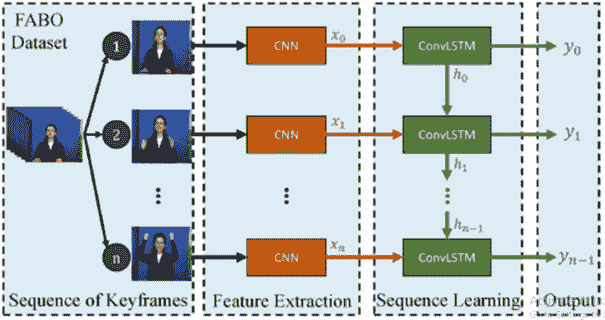 FABO
Dataset
1
CNN
x₀
ConvLSTM
y₀
h₀
2
CNN
x₁
ConvLSTM
y₁
h₁
hₙ₋₁
n
CNN
xₙ
ConvLSTM
yₙ₋₁
Sequence of Keyframes
Feature Extraction
Sequence Learning
Output